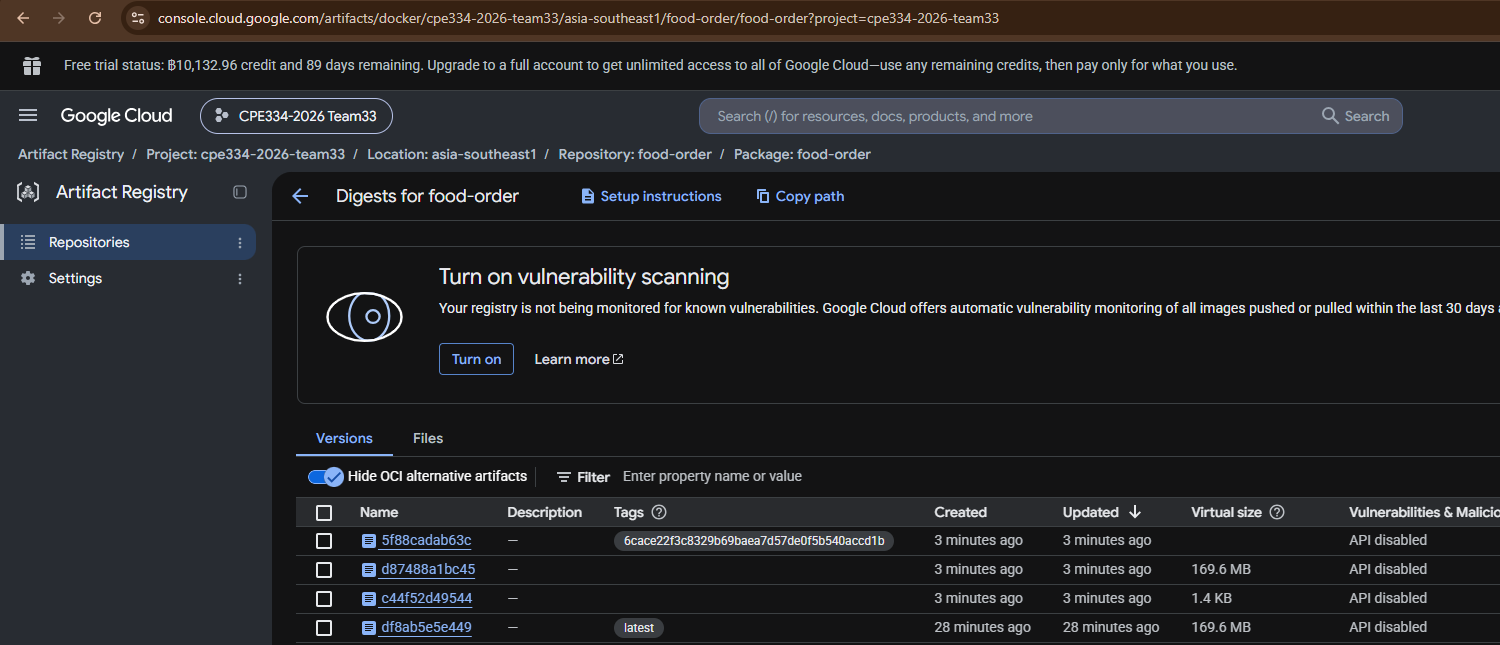 console.cloud.google.com/artifacts/docker/cpe334-2026-team33/asia-southeast1/food-order/food-order?project=cpe334-2026-team33
Free trial status: ฿10,132.96 credit and 89 days remaining. Upgrade to a full account to get unlimited access to all of Google Cloud—use any remaining credits, then pay only for what you use.
Google Cloud CPE334-2026 Team33 Search (/) for resources, docs, products, and more Search
Artifact Registry / Project: cpe334-2026-team33 / Location: asia-southeast1 / Repository: food-order / Package: food-order
Artifact Registry
Repositories
Settings
Digests for food-order Setup instructions Copy path
Turn on vulnerability scanning
Your registry is not being monitored for known vulnerabilities. Google Cloud offers automatic vulnerability monitoring of all images pushed or pulled within the last 30 days
Turn on Learn more
Versions Files
Hide OCI alternative artifacts Filter Enter property name or value
Name Description Tags Created Updated Virtual size Vulnerabilities & Malicio
5f88cadab63c — 6cace22f3c8329b69baea7d57de0f5b540accd1b 3 minutes ago 3 minutes ago API disabled
d87488a1bc45 — 3 minutes ago 3 minutes ago 169.6 MB API disabled
c44f52d49544 — 3 minutes ago 3 minutes ago 1.4 KB API disabled
df8ab5e5e449 — latest 28 minutes ago 28 minutes ago 169.6 MB API disabled